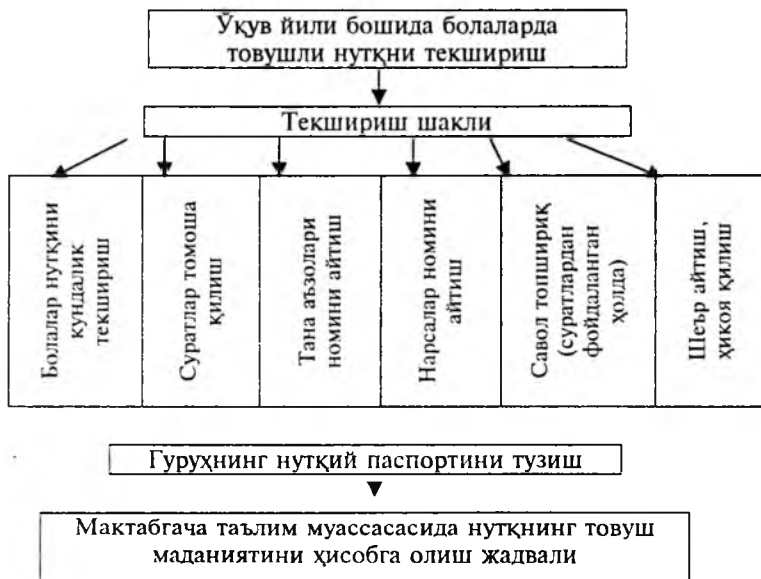 Ўқув йили бошида болаларда
товушли нутқни текшириш
Текшириш шакли
Болалар нутқини
кундалик
текшириш
Суратлар томоша
қилиш
Тана аъзолари
номини айтиш
Нарсалар номини
айтиш
Савол топшириқ
(суратлардан
фойдаланган
ҳолда)
Шеър айтиш,
ҳикоя қилиш
Гуруҳнинг нутқий паспортини тузиш
Мактабгача таълим муассасасида нутқнинг товуш
маданиятини ҳисобга олиш жадвали